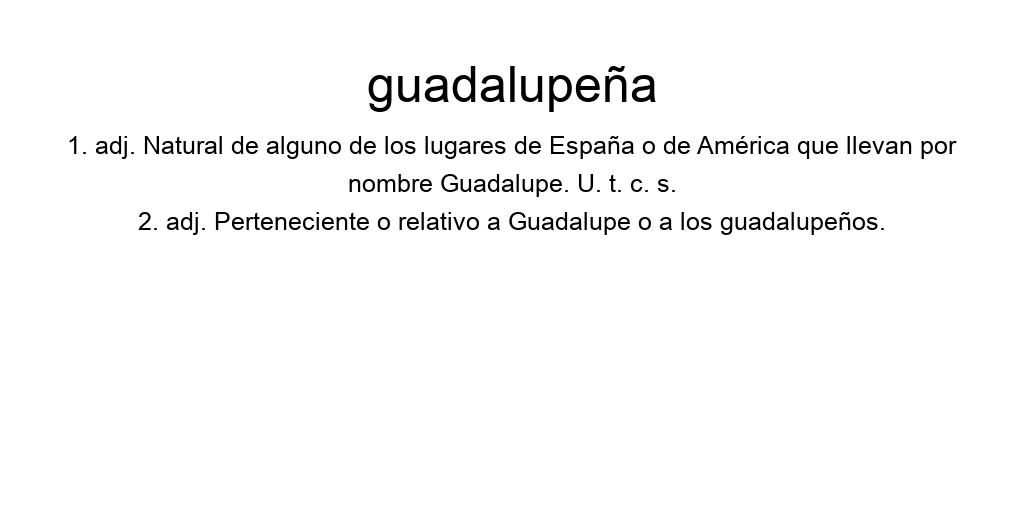 guadalupeña
1. adj. Natural de alguno de los lugares de España o de América que llevan por
nombre Guadalupe. U. t. c. s.
2. adj. Perteneciente o relativo a Guadalupe o a los guadalupeños.